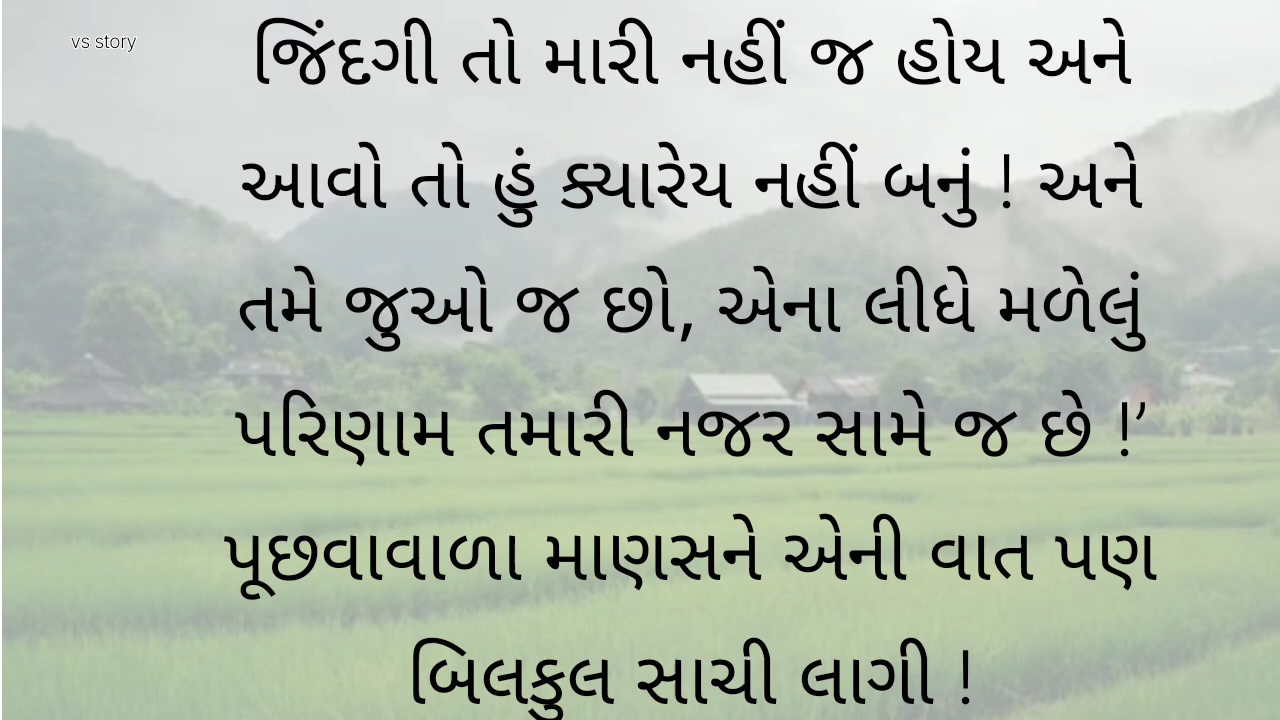 vs story
જિંદગી તો મારી નહીં જ હોય અને
આવો તો હું ક્યારેય નહીં બનું ! અને
તમે જુઓ જ છો, એના લીધે મળેલું
પરિણામ તમારી નજર સામે જ છે !’
પૂછવાવાળા માણસને એની વાત પણ
બિલકુલ સાચી લાગી !